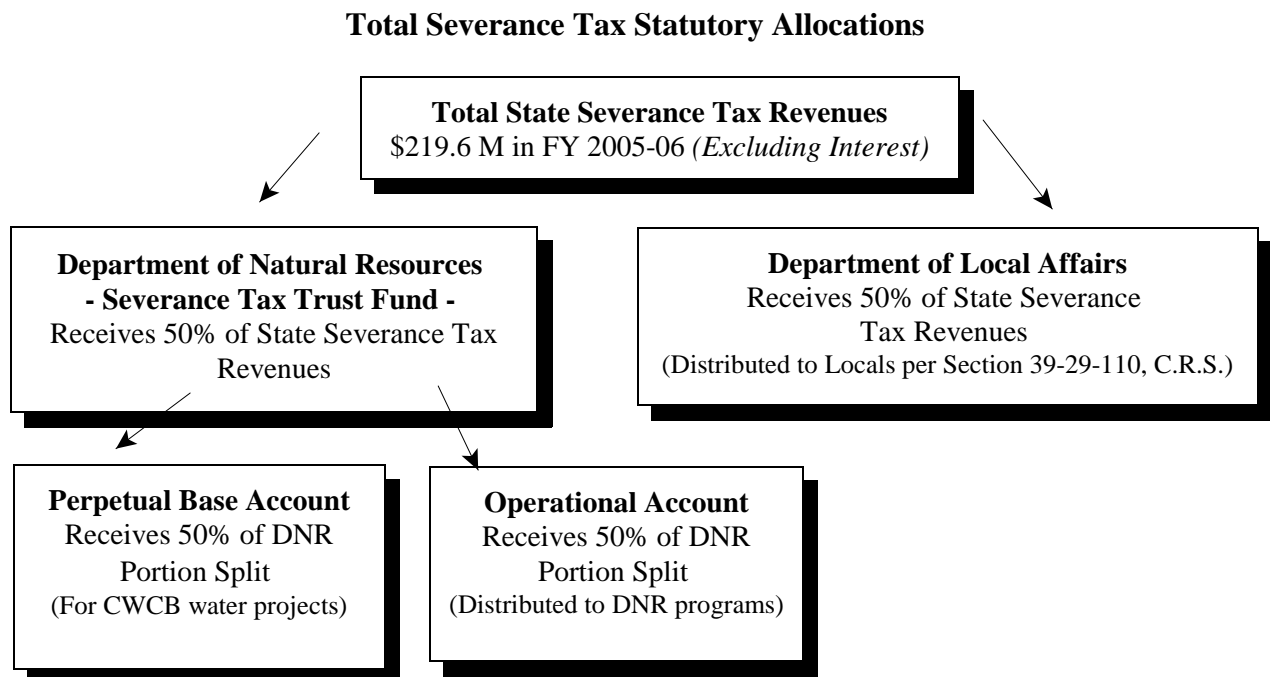 Total Severance Tax Statutory Allocations
Total State Severance Tax Revenues
$219.6 M in FY 2005-06 (Excluding Interest)
Department of Natural Resources
- Severance Tax Trust Fund -
Receives 50% of State Severance Tax
Revenues
Department of Local Affairs
Receives 50% of State Severance
Tax Revenues
(Distributed to Locals per Section 39-29-110, C.R.S.)
Perpetual Base Account
Receives 50% of DNR
Portion Split
(For CWCB water projects)
Operational Account
Receives 50% of DNR
Portion Split
(Distributed to DNR programs)